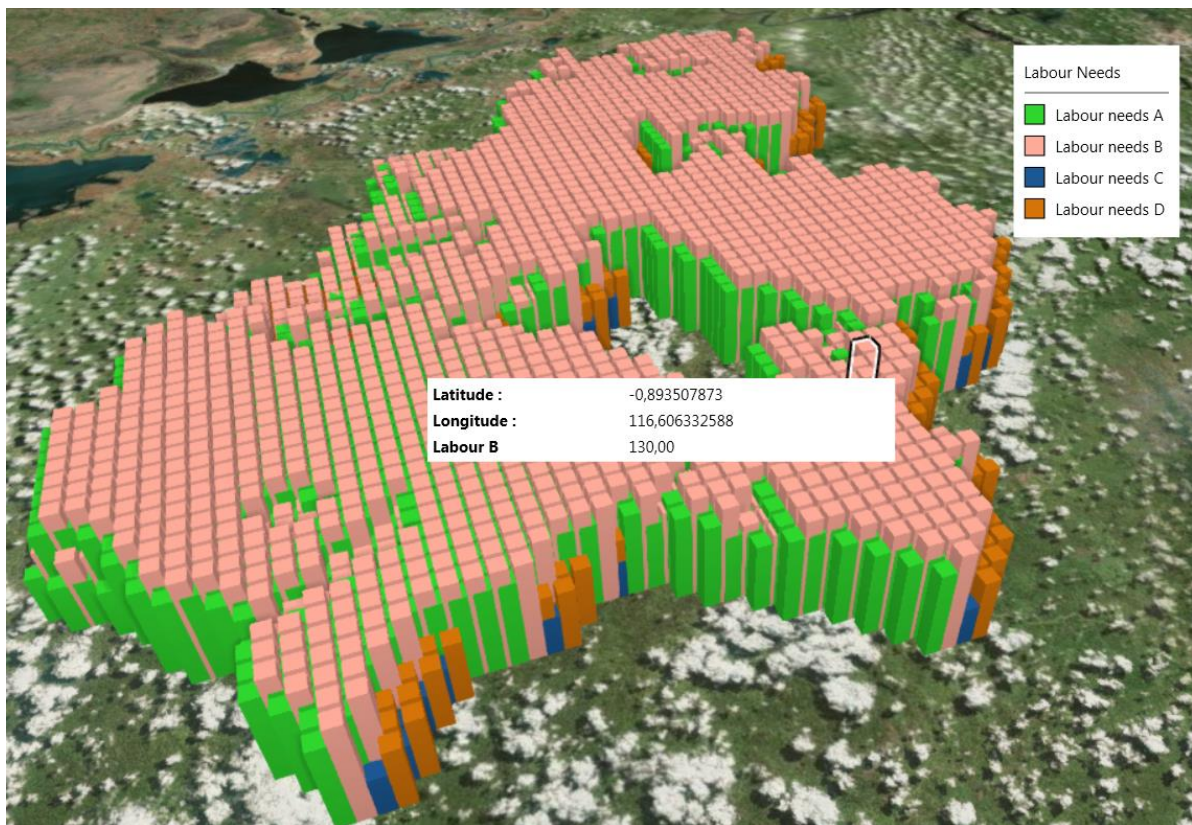 Labour Needs
Labour needs A
Labour needs B
Labour needs C
Labour needs D
Latitude : -0,893507873
Longitude : 116,606332588
Labour B 130,00